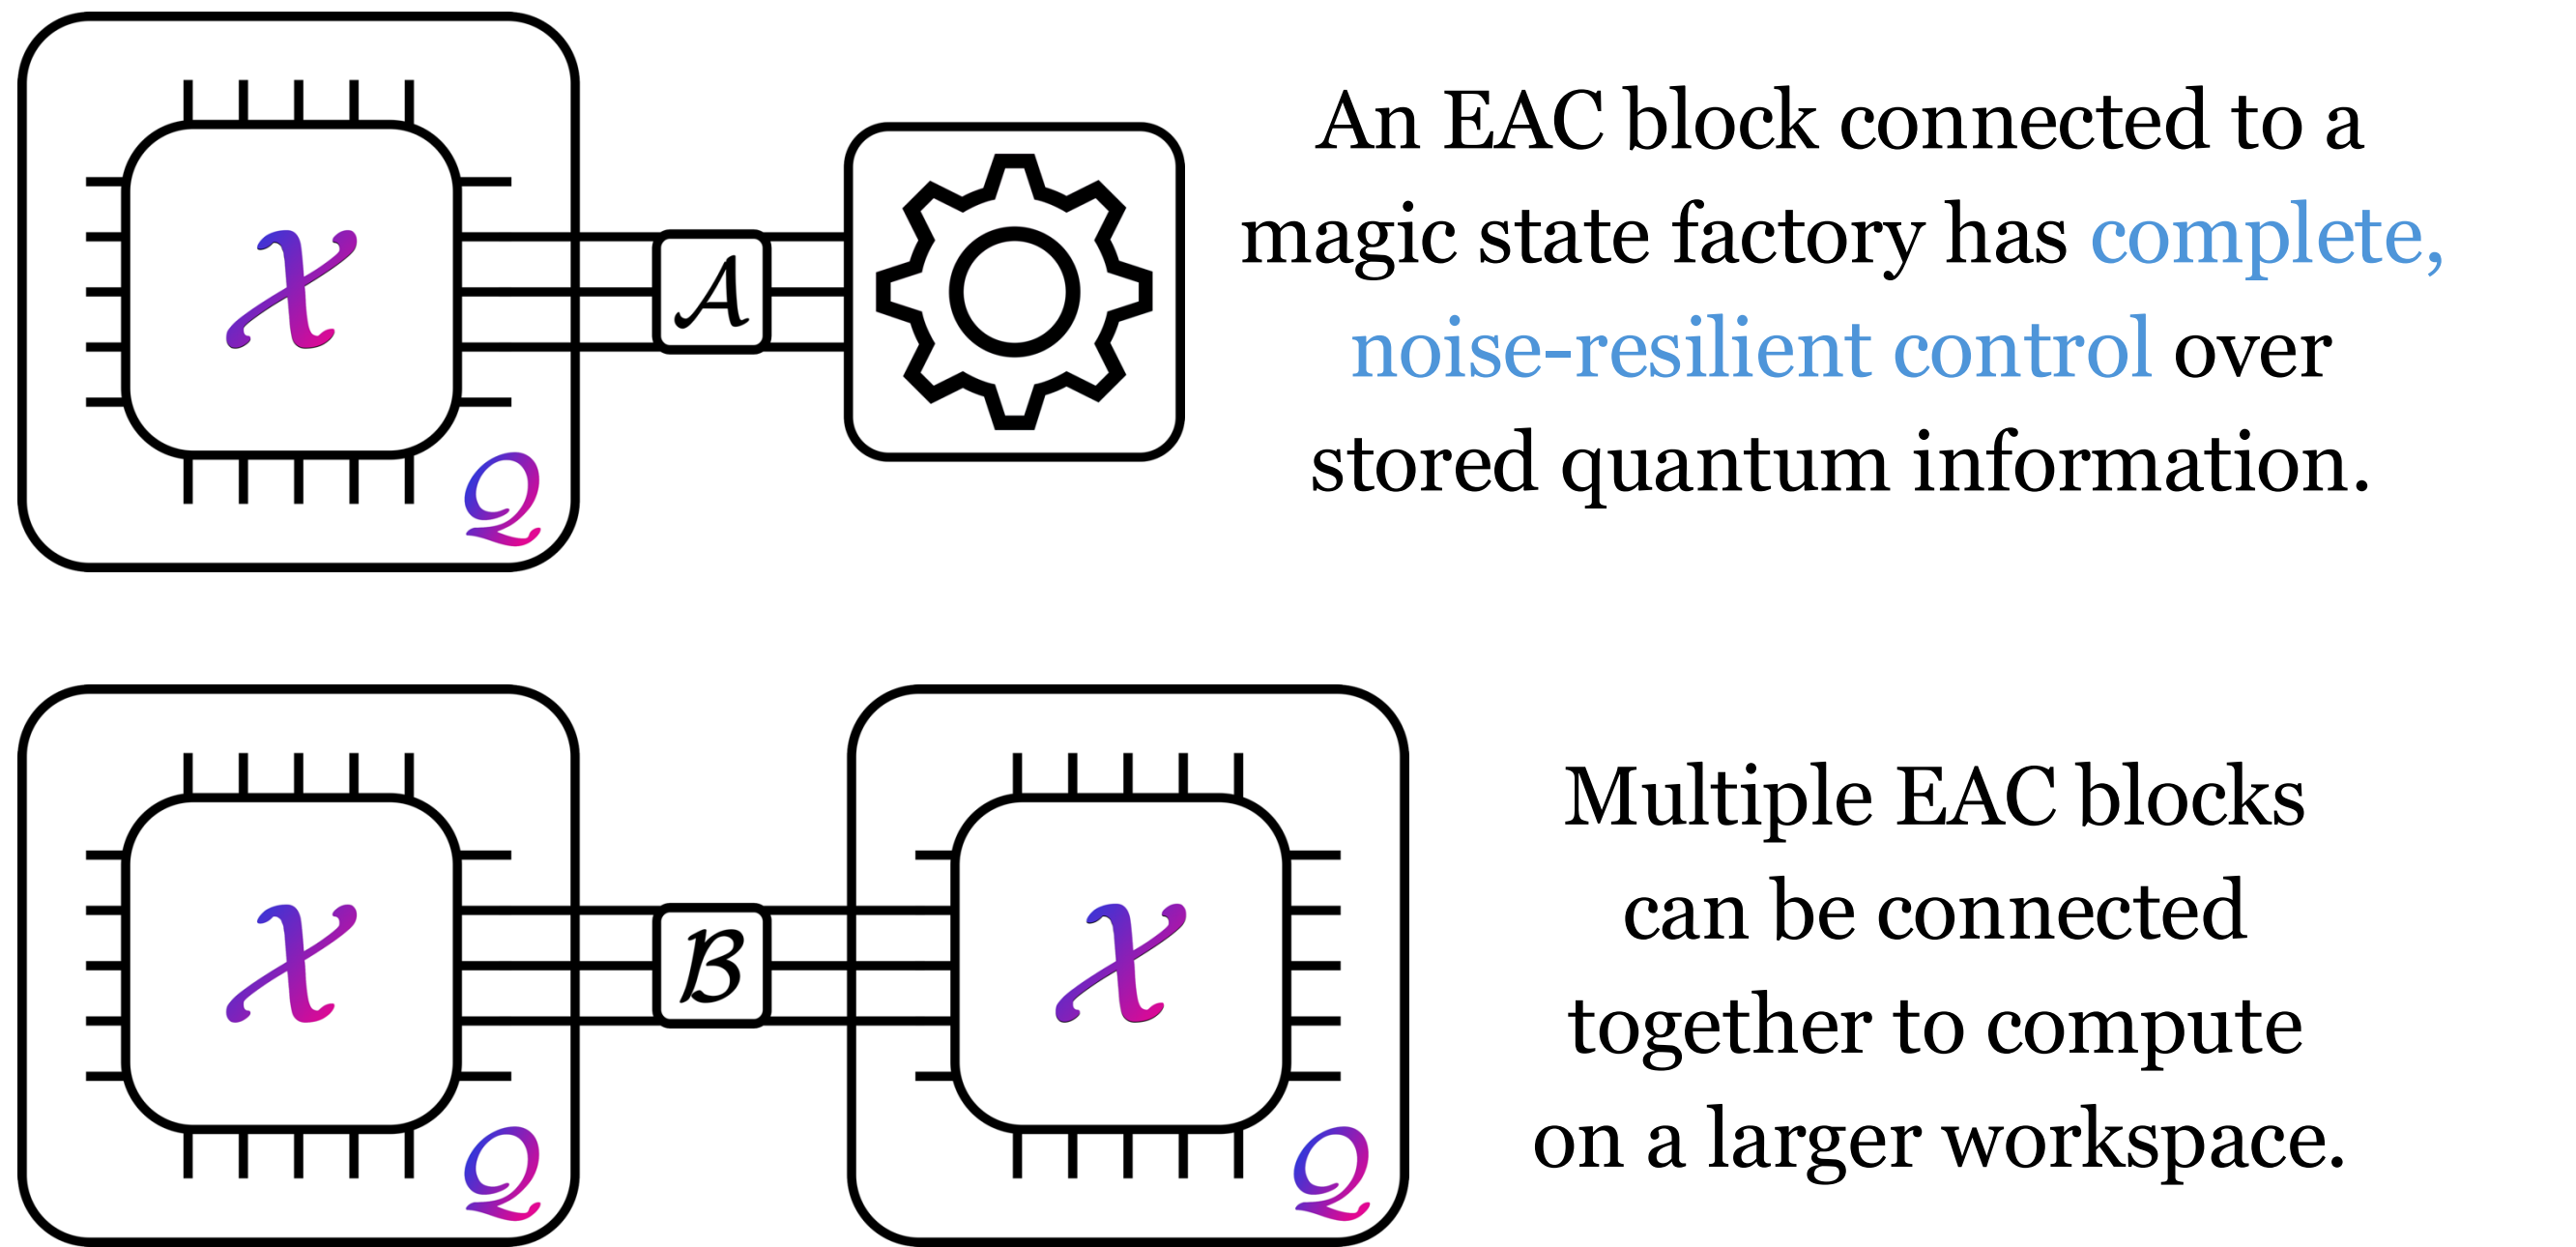 𝒳
𝒬
𝒜
An EAC block connected to a
magic state factory has complete,
noise-resilient control over
stored quantum information.
𝒳
𝒬
ℬ
𝒳
𝒬
Multiple EAC blocks
can be connected
together to compute
on a larger workspace.